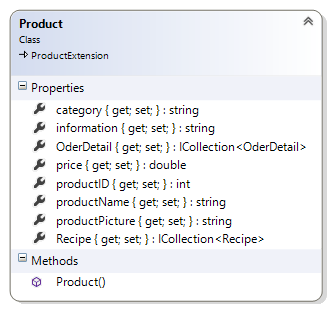 Product
Class
ProductExtension
Properties
category { get; set; } : string
information { get; set; } : string
OderDetail { get; set; } : ICollection<OderDetail>
price { get; set; } : double
productID { get; set; } : int
productName { get; set; } : string
productPicture { get; set; } : string
Recipe { get; set; } : ICollection<Recipe>
Methods
Product()